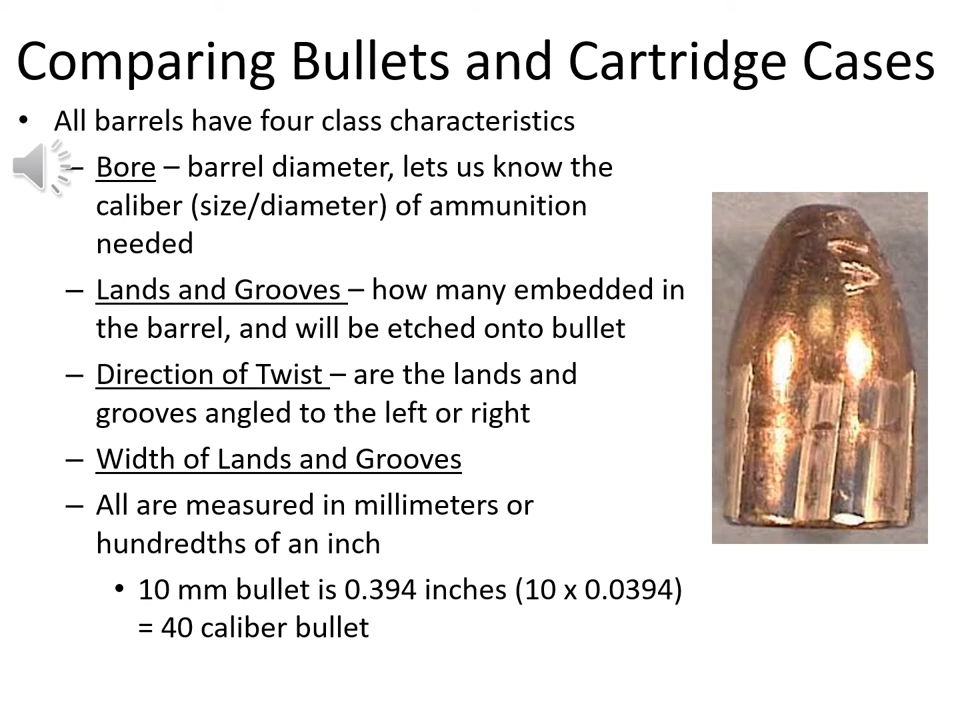 Comparing Bullets and Cartridge Cases
• All barrels have four class characteristics
– Bore – barrel diameter, lets us know the
caliber (size/diameter) of ammunition
needed
– Lands and Grooves – how many embedded in
the barrel, and will be etched onto bullet
– Direction of Twist – are the lands and
grooves angled to the left or right
– Width of Lands and Grooves
– All are measured in millimeters or
hundredths of an inch
• 10 mm bullet is 0.394 inches (10 x 0.0394)
= 40 caliber bullet